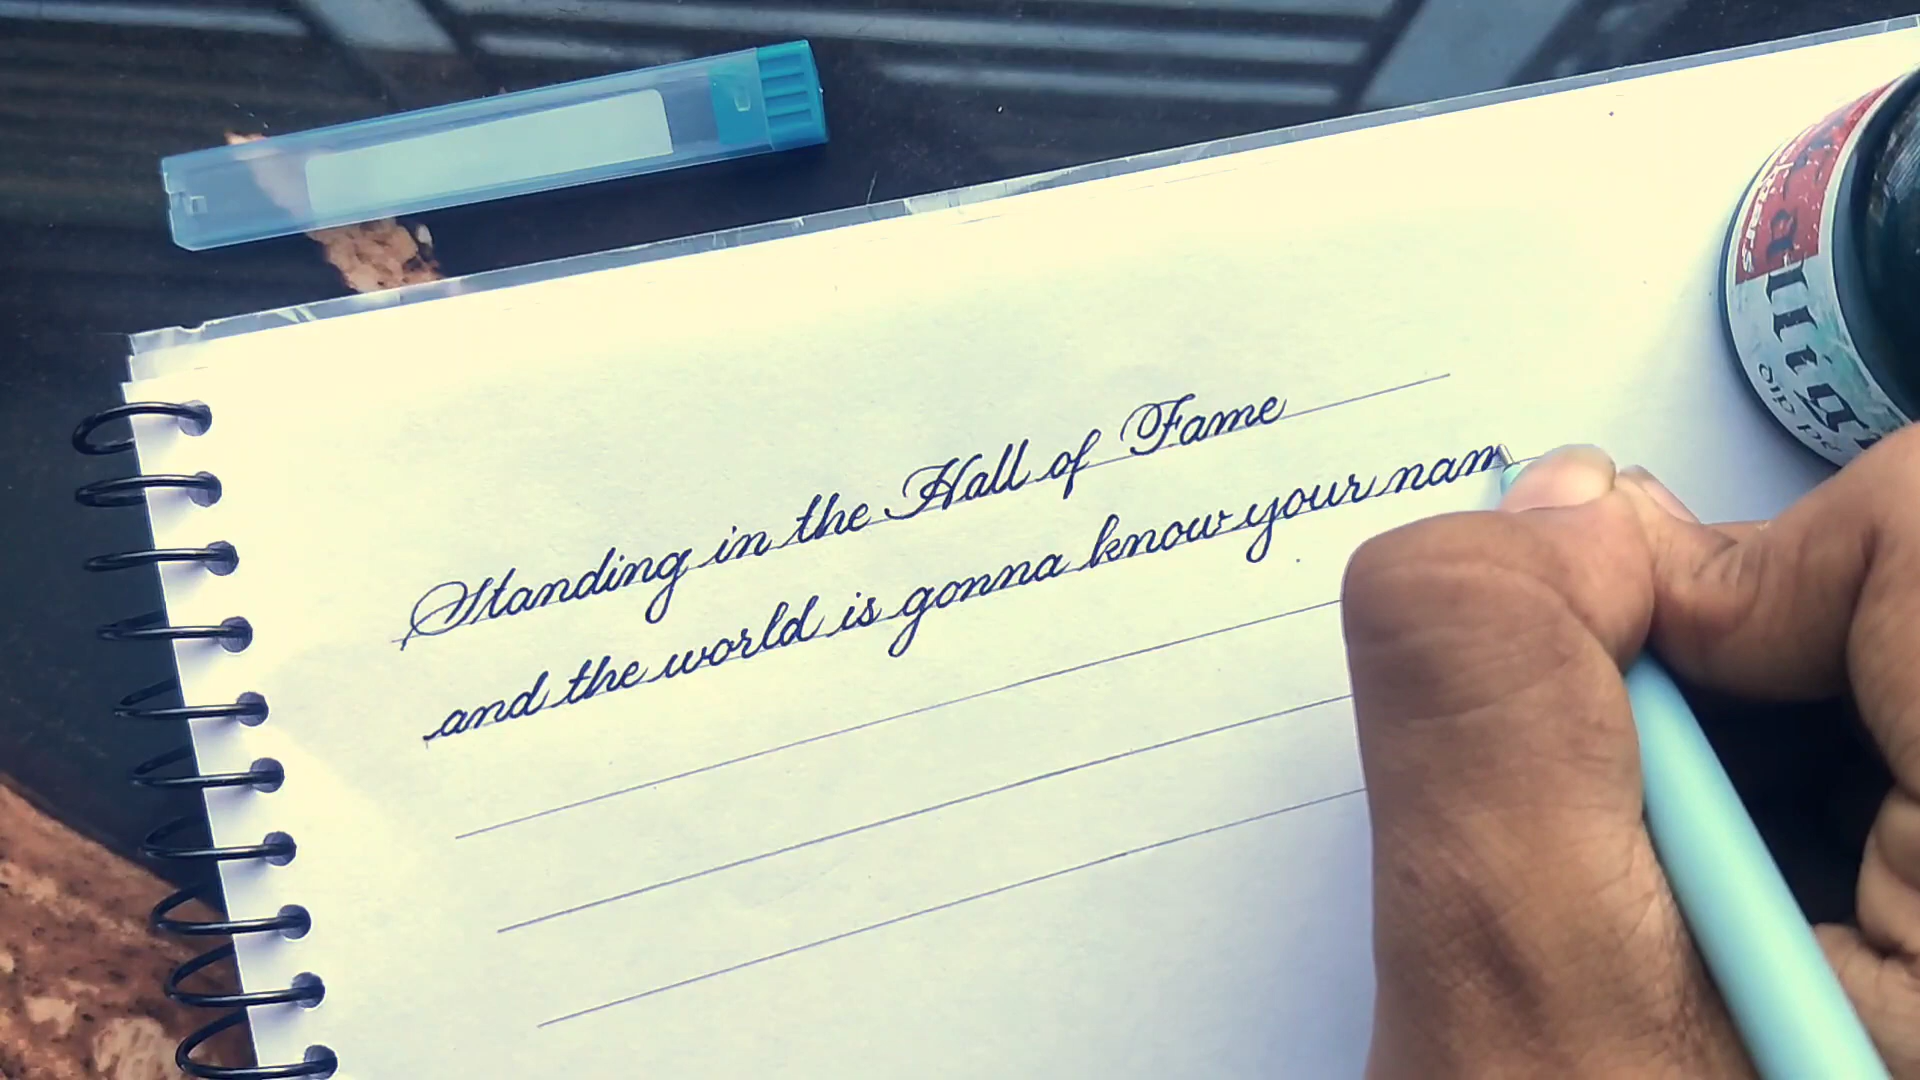 Standing in the Hall of Fame
and the world is gonna know your nam